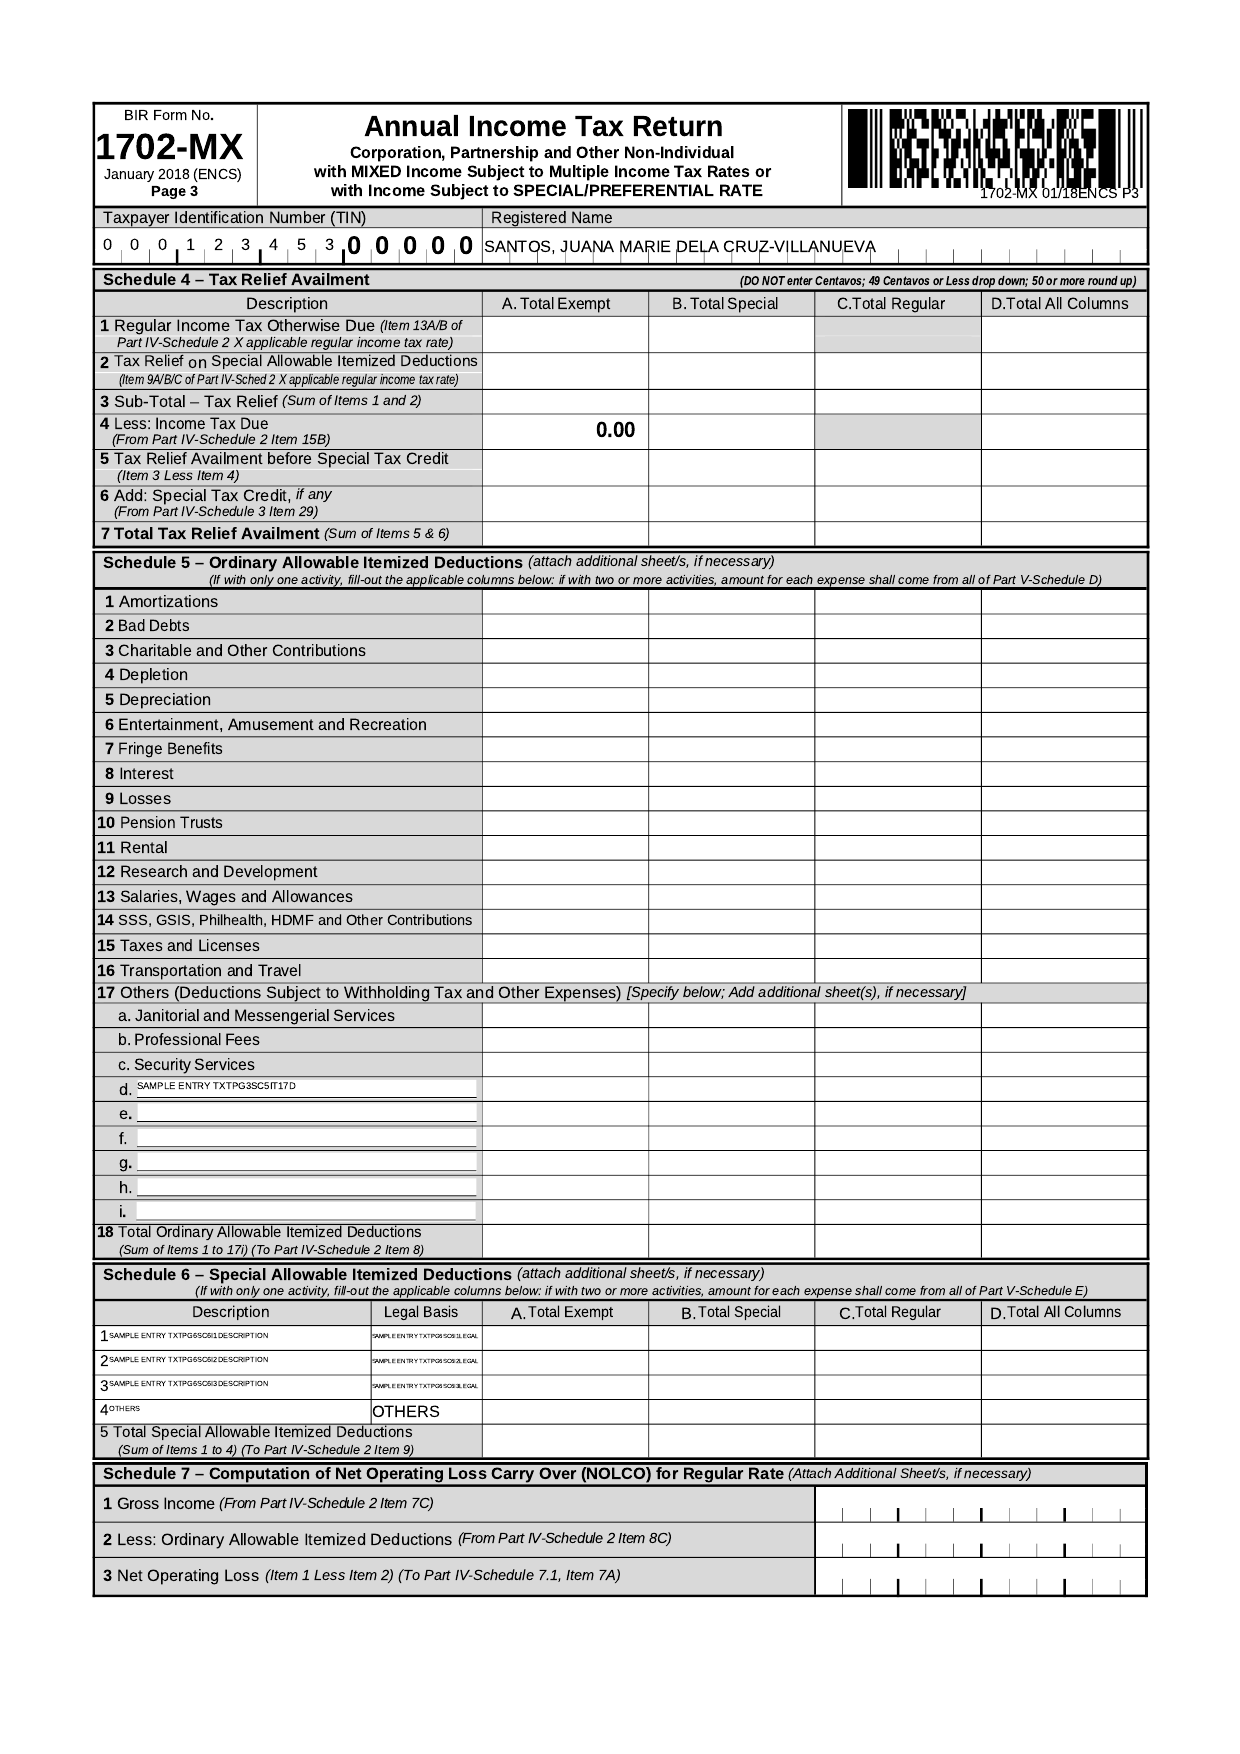 BIR Form No.
1702-MX
January 2018 (ENCS)
Page 3
Annual Income Tax Return
Corporation, Partnership and Other Non-Individual
with MIXED Income Subject to Multiple Income Tax Rates or
with Income Subject to SPECIAL/PREFERENTIAL RATE
1702-MX 01/18ENCS P3
Taxpayer Identification Number (TIN) Registered Name
0 0 0 1 2 3 4 5 3 0 0 0 0 0 SANTOS, JUANA MARIE DELA CRUZ-VILLANUEVA
Schedule 4 – Tax Relief Availment (DO NOT enter Centavos; 49 Centavos or Less drop down; 50 or more round up)
Description A. Total Exempt B. Total Special C.Total Regular D.Total All Columns
1 Regular Income Tax Otherwise Due (Item 13A/B of
Part IV-Schedule 2 X applicable regular income tax rate)
2 Tax Relief on Special Allowable Itemized Deductions
(Item 9A/B/C of Part IV-Sched 2 X applicable regular income tax rate)
3 Sub-Total – Tax Relief (Sum of Items 1 and 2)
4 Less: Income Tax Due
(From Part IV-Schedule 2 Item 15B) 0.00
5 Tax Relief Availment before Special Tax Credit
(Item 3 Less Item 4)
6 Add: Special Tax Credit, if any
(From Part IV-Schedule 3 Item 29)
7 Total Tax Relief Availment (Sum of Items 5 & 6)
Schedule 5 – Ordinary Allowable Itemized Deductions (attach additional sheet/s, if necessary)
(If with only one activity, fill-out the applicable columns below: if with two or more activities, amount for each expense shall come from all of Part V-Schedule D)
1 Amortizations
2 Bad Debts
3 Charitable and Other Contributions
4 Depletion
5 Depreciation
6 Entertainment, Amusement and Recreation
7 Fringe Benefits
8 Interest
9 Losses
10 Pension Trusts
11 Rental
12 Research and Development
13 Salaries, Wages and Allowances
14 SSS, GSIS, Philhealth, HDMF and Other Contributions
15 Taxes and Licenses
16 Transportation and Travel
17 Others (Deductions Subject to Withholding Tax and Other Expenses) [Specify below; Add additional sheet(s), if necessary]
a. Janitorial and Messengerial Services
b. Professional Fees
c. Security Services
d. SAMPLE ENTRY TXTPG3SC5IT17D
e.
f.
g.
h.
i.
18 Total Ordinary Allowable Itemized Deductions
(Sum of Items 1 to 17i) (To Part IV-Schedule 2 Item 8)
Schedule 6 – Special Allowable Itemized Deductions (attach additional sheet/s, if necessary)
(If with only one activity, fill-out the applicable columns below: if with two or more activities, amount for each expense shall come from all of Part V-Schedule E)
Description Legal Basis A. Total Exempt B. Total Special C. Total Regular D. Total All Columns
1 SAMPLE ENTRY TXTPG6SC6I1DESCRIPTION SAMPLE ENTRY TXTPG6SC6I1LEGAL
2 SAMPLE ENTRY TXTPG6SC6I2DESCRIPTION SAMPLE ENTRY TXTPG6SC6I2LEGAL
3 SAMPLE ENTRY TXTPG6SC6I3DESCRIPTION SAMPLE ENTRY TXTPG6SC6I3LEGAL
4 OTHERS OTHERS
5 Total Special Allowable Itemized Deductions
(Sum of Items 1 to 4) (To Part IV-Schedule 2 Item 9)
Schedule 7 – Computation of Net Operating Loss Carry Over (NOLCO) for Regular Rate (Attach Additional Sheet/s, if necessary)
1 Gross Income (From Part IV-Schedule 2 Item 7C)
2 Less: Ordinary Allowable Itemized Deductions (From Part IV-Schedule 2 Item 8C)
3 Net Operating Loss (Item 1 Less Item 2) (To Part IV-Schedule 7.1, Item 7A)